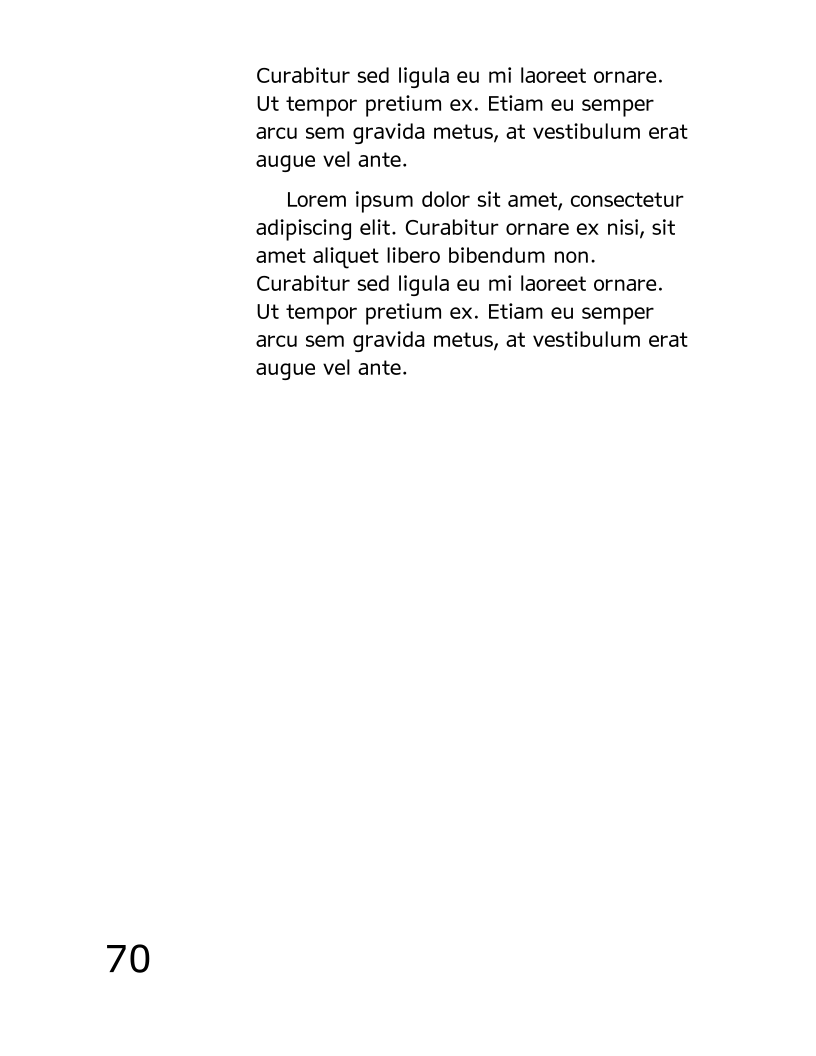 Curabitur sed ligula eu mi laoreet ornare.
Ut tempor pretium ex. Etiam eu semper
arcu sem gravida metus, at vestibulum erat
augue vel ante.
Lorem ipsum dolor sit amet, consectetur
adipiscing elit. Curabitur ornare ex nisi, sit
amet aliquet libero bibendum non.
Curabitur sed ligula eu mi laoreet ornare.
Ut tempor pretium ex. Etiam eu semper
arcu sem gravida metus, at vestibulum erat
augue vel ante.
70